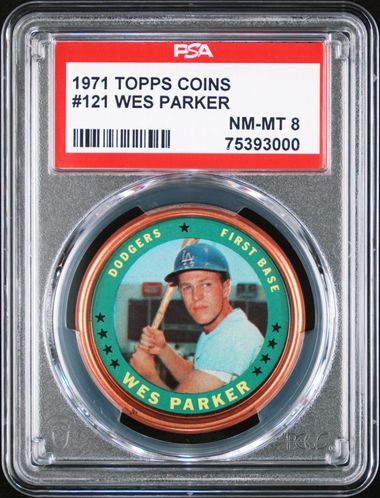 PSA
1971 TOPPS COINS
#121 WES PARKER
NM-MT 8
75393000
DODGERS ★ FIRST BASE
LA
WES PARKER